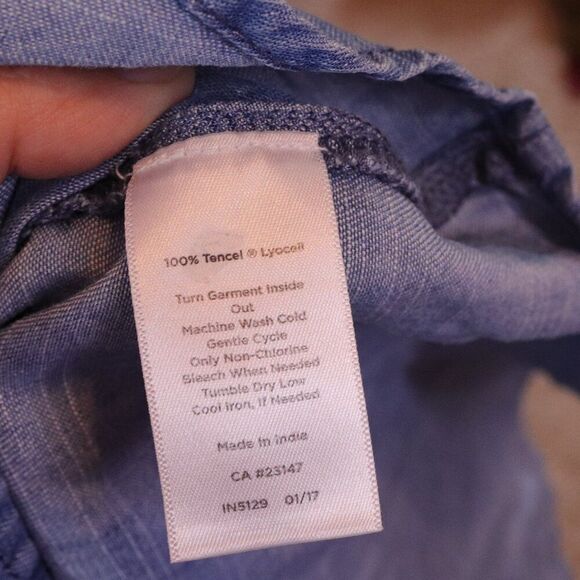 100% Tencel ® Lyocell
Turn Garment Inside
Out
Machine Wash Cold
Gentle Cycle
Only Non-Chlorine
Bleach When Needed
Tumble Dry Low
Cool Iron, If Needed
Made In India
CA #23147
IN5129 01/17